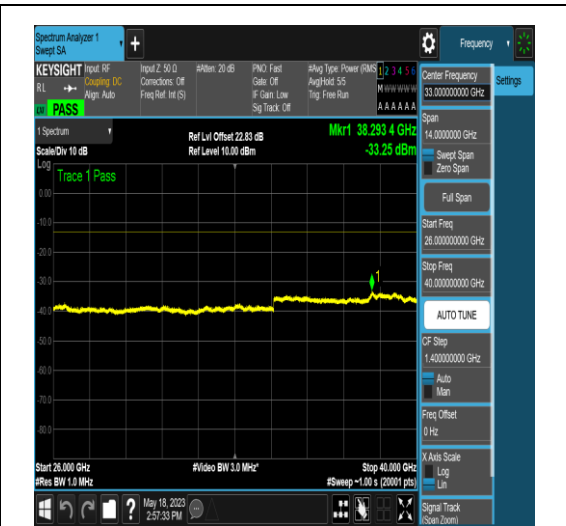 Spectrum Analyzer 1
Swept SA
Frequency
KEYSIGHT
RL
PASS
Input: RF
Coupling: DC
Align: Auto
Input Z: 50 Ω
Corrections: Off
Freq Ref: Int (S)
#Atten: 20 dB
PNO: Fast
Gate: Off
IF Gain: Low
Sig Track: Off
#Avg Type: Power (RMS
Avg|Hold: 5/5
Trig: Free Run
1 2 3 4 5 6
M W W W W W
A A A A A A
Center Frequency
33.000000000 GHz
Settings
Span
14.0000000 GHz
Swept Span
Zero Span
Full Span
Start Freq
26.000000000 GHz
Stop Freq
40.000000000 GHz
AUTO TUNE
CF Step
1.400000000 GHz
Auto
Man
Freq Offset
0 Hz
X Axis Scale
Log
Lin
Signal Track
(Span Zoom)
1 Spectrum
Scale/Div 10 dB
Log
Ref Lvl Offset 22.83 dB
Ref Level 10.00 dBm
Mkr1 38.293 4 GHz
-33.25 dBm
Trace 1 Pass
0.00
-10.0
-20.0
-30.0
-40.0
-50.0
-60.0
-70.0
-80.0
1
Start 26.000 GHz
#Res BW 1.0 MHz
#Video BW 3.0 MHz*
Stop 40.000 GHz
#Sweep ~1.00 s (20001 pts)
May 18, 2023
2:57:33 PM